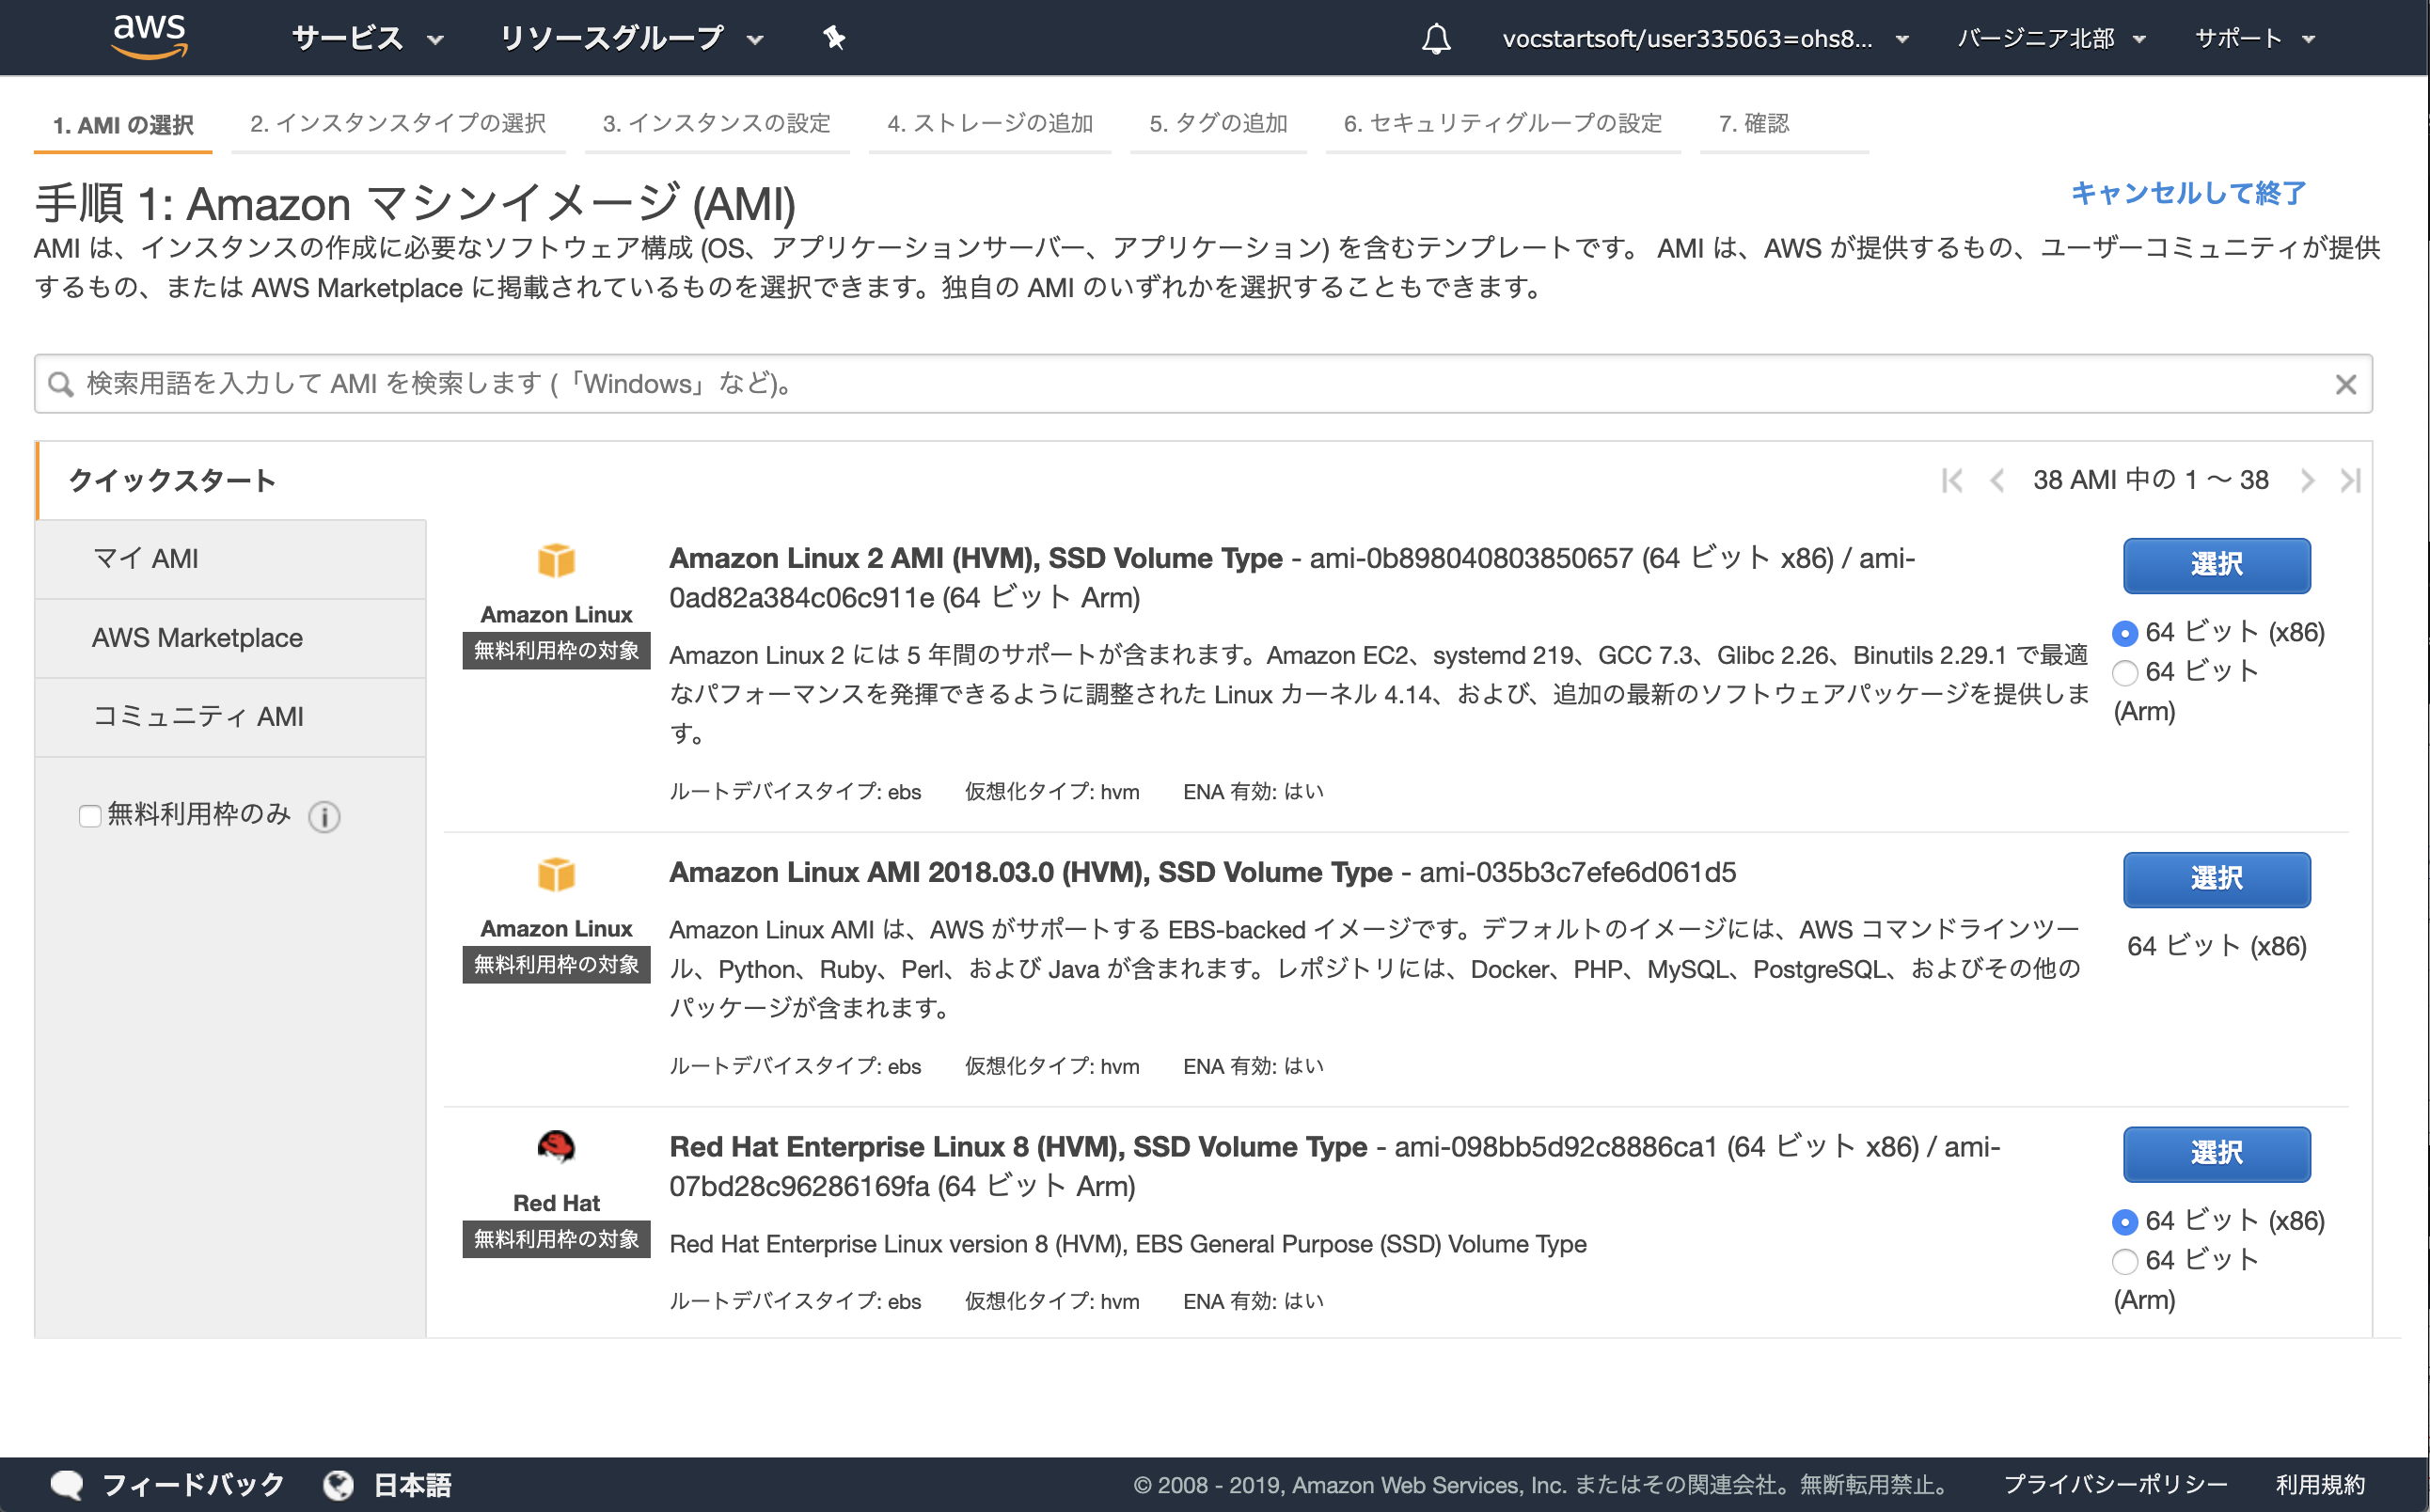 aws サービス リソースグループ vocstartsoft/user335063=ohs8... バージニア北部 サポート
1. AMI の選択 2. インスタンスタイプの選択 3. インスタンスの設定 4. ストレージの追加 5. タグの追加 6. セキュリティグループの設定 7. 確認
手順 1: Amazon マシンイメージ (AMI)
キャンセルして終了
AMI は、インスタンスの作成に必要なソフトウェア構成 (OS、アプリケーションサーバー、アプリケーション) を含むテンプレートです。 AMI は、AWS が提供するもの、ユーザーコミュニティが提供
するもの、または AWS Marketplace に掲載されているものを選択できます。独自の AMI のいずれかを選択することもできます。
検索用語を入力して AMI を検索します (「Windows」など)。
クイックスタート
38 AMI 中の 1 〜 38
マイ AMI
AWS Marketplace
コミュニティ AMI
無料利用枠のみ
Amazon Linux
無料利用枠の対象
Amazon Linux 2 AMI (HVM), SSD Volume Type - ami-0b898040803850657 (64 ビット x86) / ami-
0ad82a384c06c911e (64 ビット Arm)
Amazon Linux 2 には 5 年間のサポートが含まれます。Amazon EC2、systemd 219、GCC 7.3、Glibc 2.26、Binutils 2.29.1 で最適
なパフォーマンスを発揮できるように調整された Linux カーネル 4.14、および、追加の最新のソフトウェアパッケージを提供しま
す。
ルートデバイスタイプ: ebs 仮想化タイプ: hvm ENA 有効: はい
選択
64 ビット (x86)
64 ビット
(Arm)
Amazon Linux
無料利用枠の対象
Amazon Linux AMI 2018.03.0 (HVM), SSD Volume Type - ami-035b3c7efe6d061d5
Amazon Linux AMI は、AWS がサポートする EBS-backed イメージです。デフォルトのイメージには、AWS コマンドラインツー
ル、Python、Ruby、Perl、および Java が含まれます。レポジトリには、Docker、PHP、MySQL、PostgreSQL、およびその他の
パッケージが含まれます。
ルートデバイスタイプ: ebs 仮想化タイプ: hvm ENA 有効: はい
選択
64 ビット (x86)
Red Hat
無料利用枠の対象
Red Hat Enterprise Linux 8 (HVM), SSD Volume Type - ami-098bb5d92c8886ca1 (64 ビット x86) / ami-
07bd28c96286169fa (64 ビット Arm)
Red Hat Enterprise Linux version 8 (HVM), EBS General Purpose (SSD) Volume Type
ルートデバイスタイプ: ebs 仮想化タイプ: hvm ENA 有効: はい
選択
64 ビット (x86)
64 ビット
(Arm)
フィードバック 日本語 © 2008 - 2019, Amazon Web Services, Inc. またはその関連会社。無断転用禁止。 プライバシーポリシー 利用規約